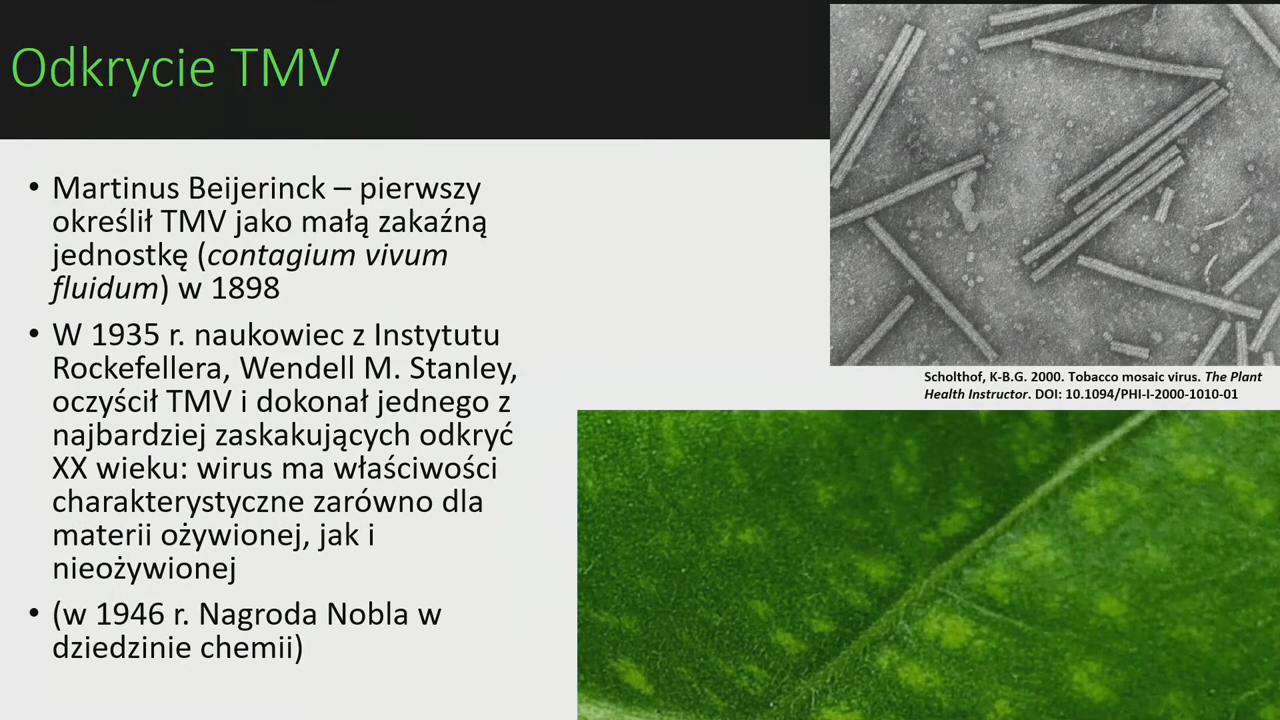 Odkrycie TMV
• Martinus Beijerinck – pierwszy
określił TMV jako małą zakaźną
jednostkę (contagium vivum
fluidum) w 1898
• W 1935 r. naukowiec z Instytutu
Rockefellera, Wendell M. Stanley,
oczyścił TMV i dokonał jednego z
najbardziej zaskakujących odkryć
XX wieku: wirus ma właściwości
charakterystyczne zarówno dla
materii ożywionej, jak i
nieożywionej
• (w 1946 r. Nagroda Nobla w
dziedzinie chemii)
Scholthof, K-B.G. 2000. Tobacco mosaic virus. The Plant
Health Instructor. DOI: 10.1094/PHI-I-2000-1010-01